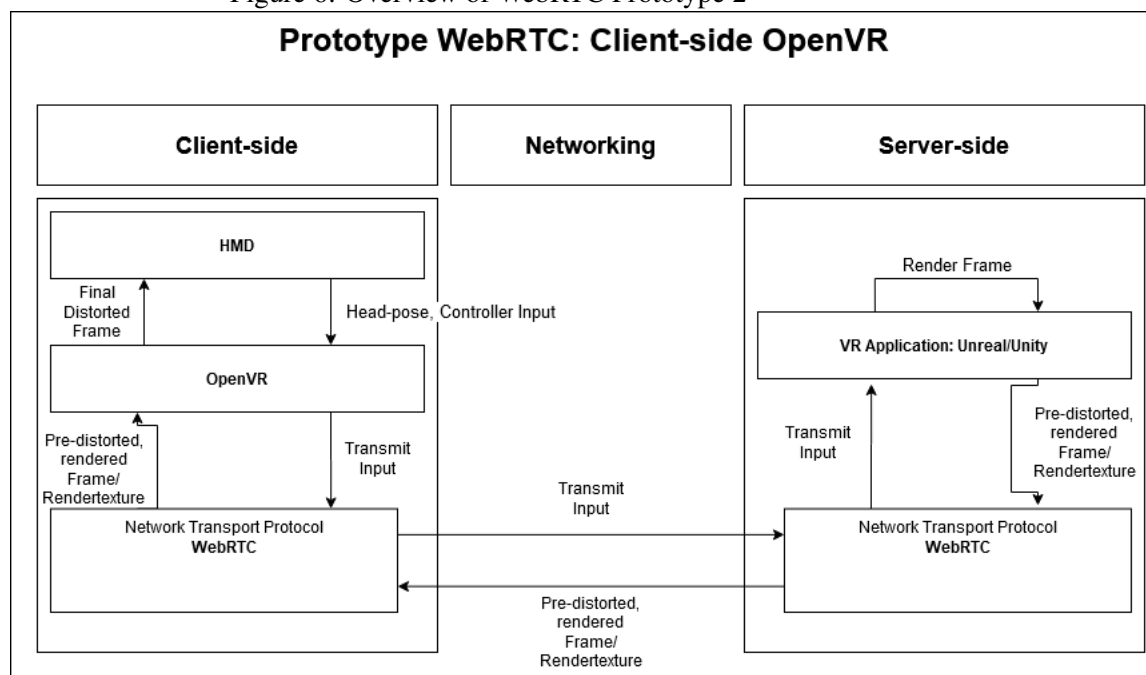 Figure 6: Overview of WebRTC Prototype 2
Prototype WebRTC: Client-side OpenVR
Client-side
Networking
Server-side
HMD
Final
Distorted
Frame
Head-pose, Controller Input
OpenVR
Pre-distorted,
rendered
Frame/
Rendertexture
Transmit
Input
Network Transport Protocol
WebRTC
Transmit
Input
Pre-distorted,
rendered
Frame/
Rendertexture
Render Frame
VR Application: Unreal/Unity
Transmit
Input
Pre-distorted,
rendered
Frame/
Rendertexture
Network Transport Protocol
WebRTC